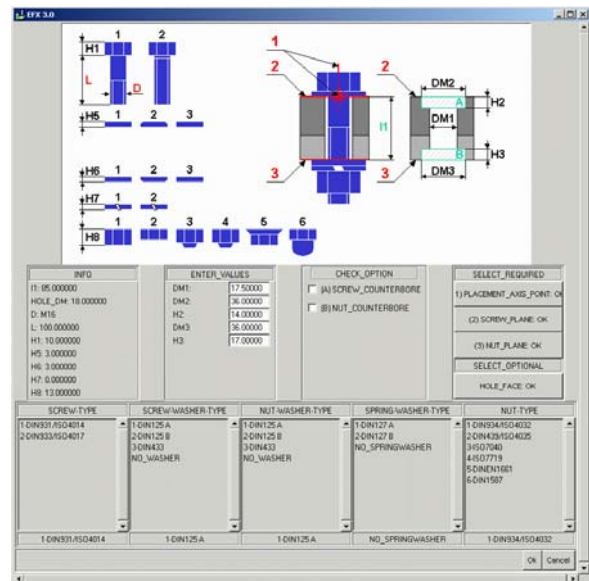 EFX 3.0
1 2
H1
L
D
H5 1 2 3
H6 1 2 3
H7 1 2
H8 1 2 3 4 5 6
1
2 2
I1
3 3
DM2
A H2
DM1
B H3
DM3
INFO
I1: 85.000000
HOLE_DM: 18.000000
D: M16
L: 100.000000
H1: 10.000000
H5: 3.000000
H6: 3.000000
H7: 0.000000
H8: 13.000000
ENTER_VALUES
DM1: 17.50000
DM2: 36.00000
H2: 14.00000
DM3: 36.00000
H3: 17.00000
CHECK_OPTION
(A) SCREW_COUNTERBORE
(B) NUT_COUNTERBORE
SELECT_REQUIRED
1) PLACEMENT_AXIS_POINT: OK
(2) SCREW_PLANE: OK
(3) NUT_PLANE: OK
SELECT_OPTIONAL
HOLE_FACE: OK
SCREW-TYPE
1-DIN931/ISO4014
2-DIN933/ISO4017
1-DIN931/ISO4014
SCREW-WASHER-TYPE
1-DIN125 A
2-DIN125 B
3-DIN433
NO_WASHER
1-DIN125 A
NUT-WASHER-TYPE
1-DIN125 A
2-DIN125 B
3-DIN433
NO_WASHER
1-DIN125 A
SPRING-WASHER-TYPE
1-DIN127 A
2-DIN127 B
NO_SPRINGWASHER
NO_SPRINGWASHER
NUT-TYPE
1-DIN934/ISO4032
2-DIN439/ISO4035
3-ISO7040
4-ISO7719
5-DINEN1661
6-DIN1587
1-DIN934/ISO4032
Ok Cancel